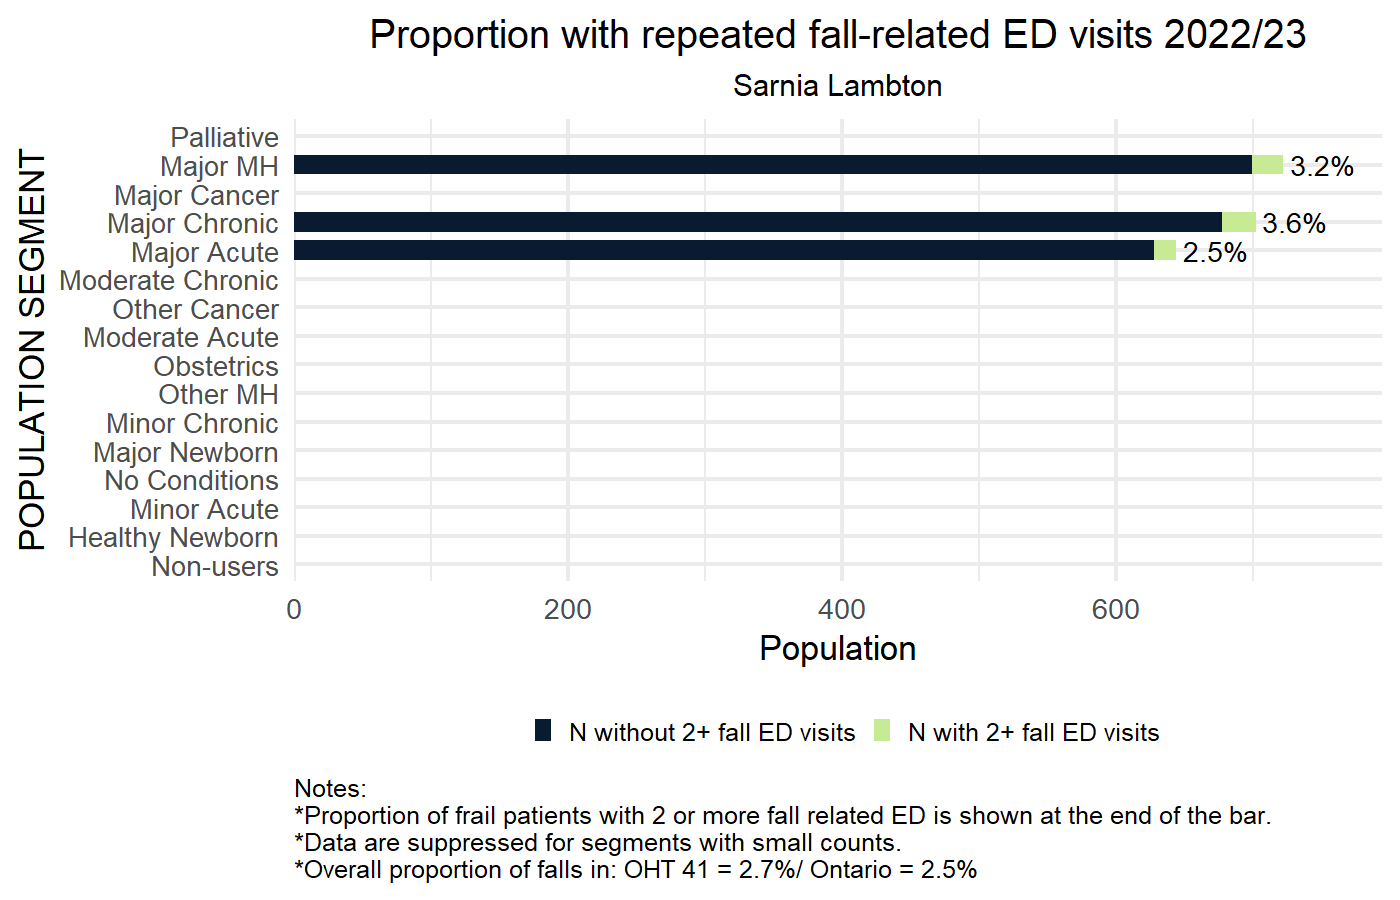 Proportion with repeated fall-related ED visits 2022/23
Sarnia Lambton
POPULATION SEGMENT
Palliative
Major MH
3.2%
Major Cancer
Major Chronic
3.6%
Major Acute
2.5%
Moderate Chronic
Other Cancer
Moderate Acute
Obstetrics
Other MH
Minor Chronic
Major Newborn
No Conditions
Minor Acute
Healthy Newborn
Non-users
0 200 400 600
Population
N without 2+ fall ED visits N with 2+ fall ED visits
Notes:
*Proportion of frail patients with 2 or more fall related ED is shown at the end of the bar.
*Data are suppressed for segments with small counts.
*Overall proportion of falls in: OHT 41 = 2.7%/ Ontario = 2.5%